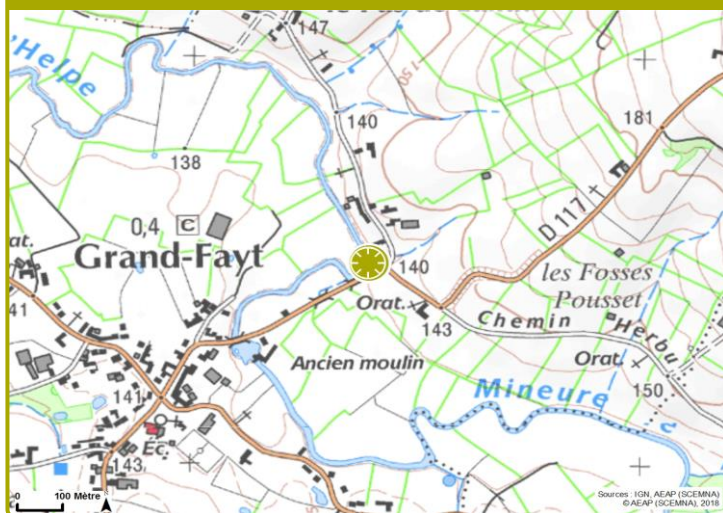 147
l'Helpe
140
150
181
138
0,4 C
D 117
Grand-Fayt
140
les Fosses
Pousset
Orat.
143
Chemin Herbu
41
Ancien moulin
Orat.
Mineure
150
141
Éc.
143
0 100 Mètre
Sources : IGN, AEAP (SCEMNA)
©AEAP (SCEMNA), 2018